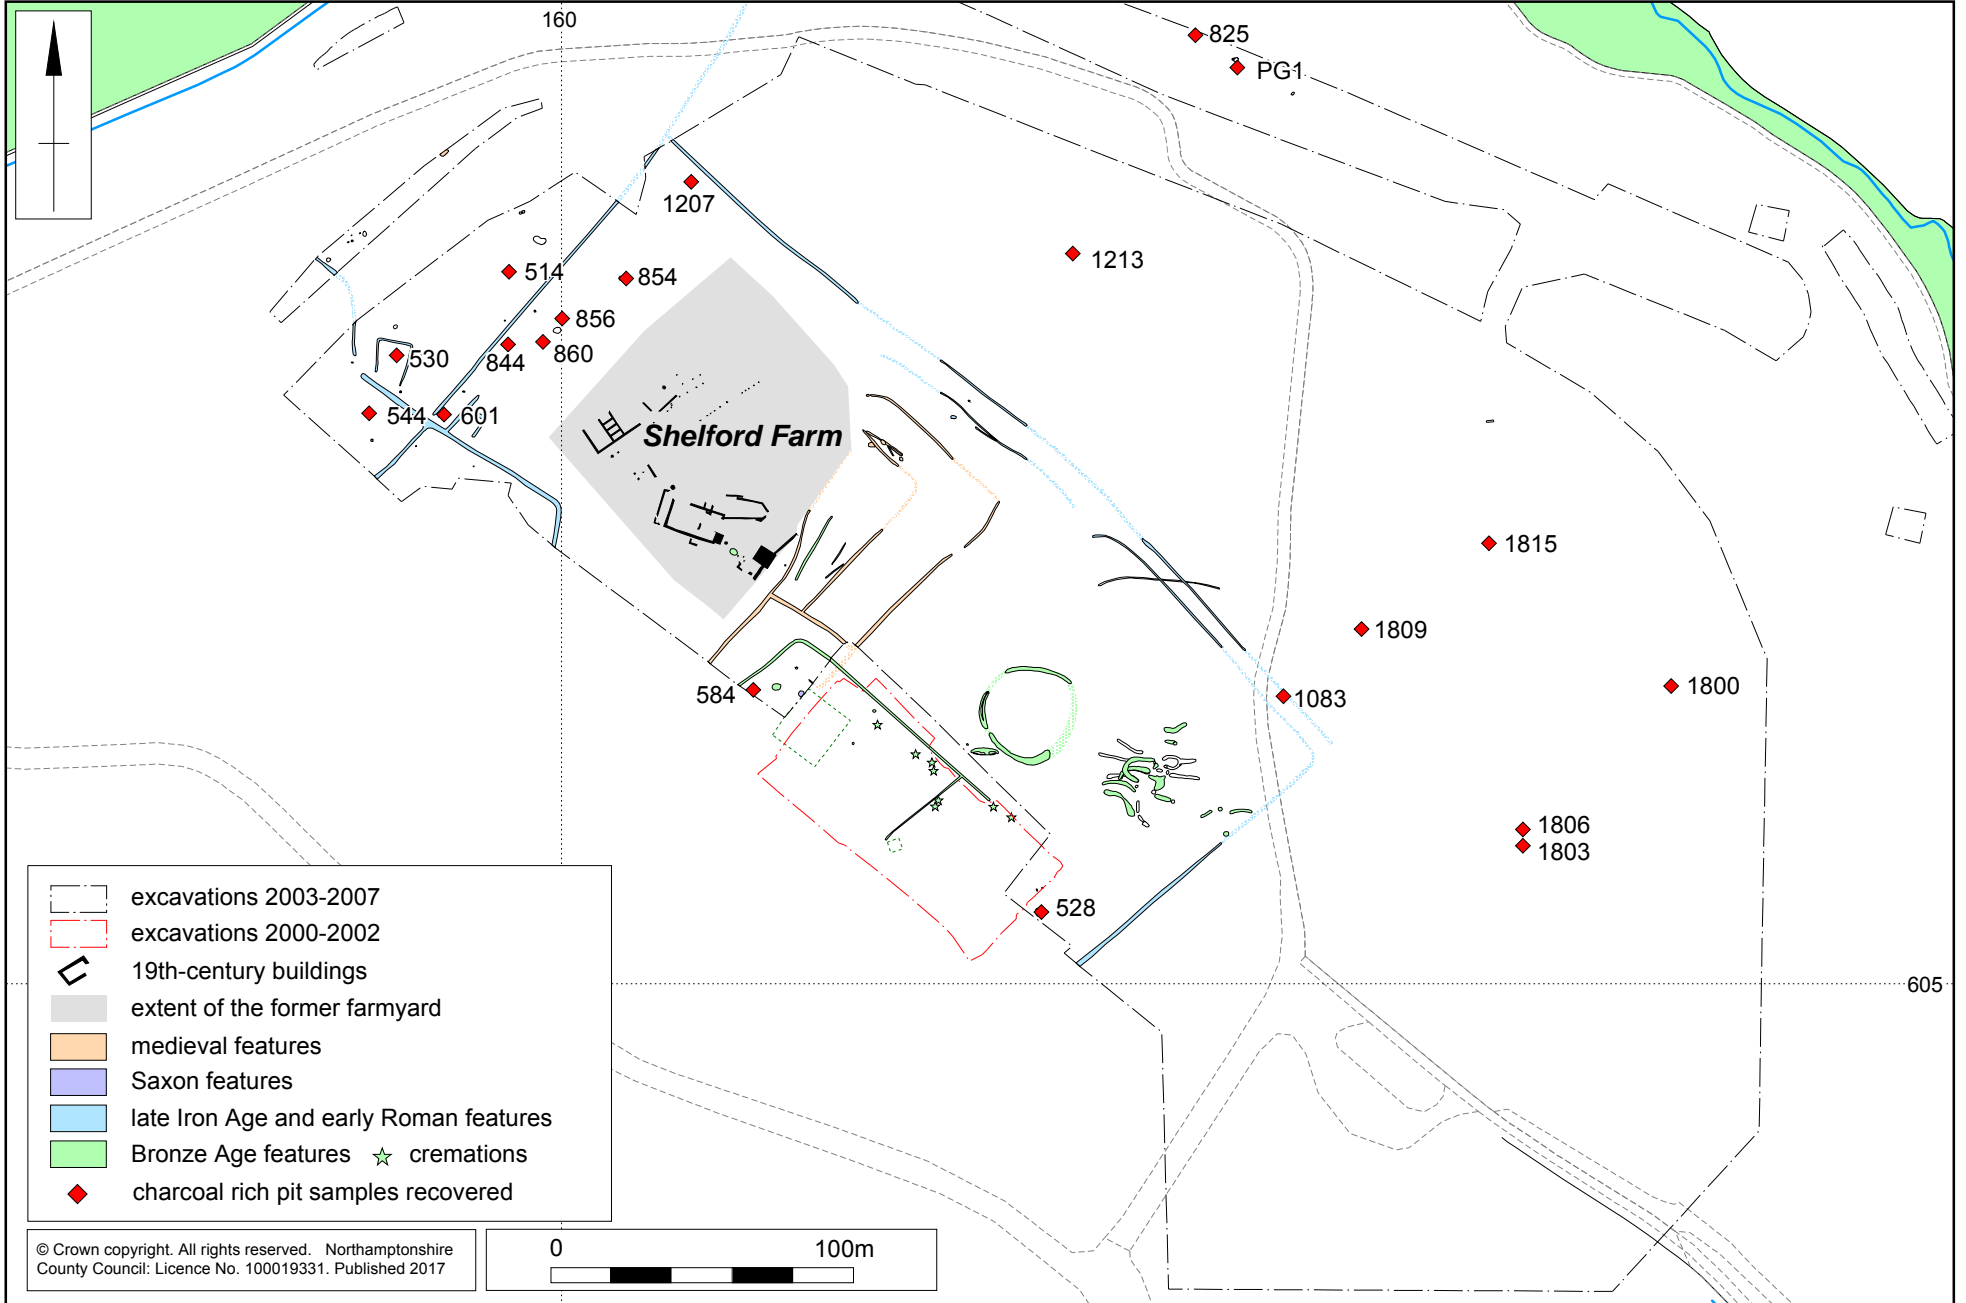 160
825
PG1
1207
1213
514
854
856
860
844
530
544
601
Shelford Farm
1815
1809
584
1083
1800
1806
1803
528
605
excavations 2003-2007
excavations 2000-2002
19th-century buildings
extent of the former farmyard
medieval features
Saxon features
late Iron Age and early Roman features
Bronze Age features cremations
charcoal rich pit samples recovered
© Crown copyright. All rights reserved. Northamptonshire
County Council: Licence No. 100019331. Published 2017
0 100m